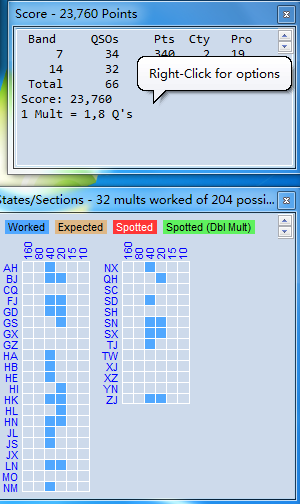 Score - 23,760 Points
Band QSOs Pts Cty Pro
7 34 340 2 19
14 32
Total 66
Score: 23,760
1 Mult = 1,8 Q's
Right-Click for options
States/Sections - 32 mults worked of 204 possi...
Worked Expected Spotted Spotted (Dbl Mult)
160 80 40 20 15 10 160 80 40 20 15 10
AH NX
BJ QH
CQ SC
FJ SD
GD SH
GS SN
GX SX
GZ TJ
HA TW
HB XJ
HE XZ
HI YN
HK ZJ
HL
HN
JL
JS
JX
LN
MO
NM